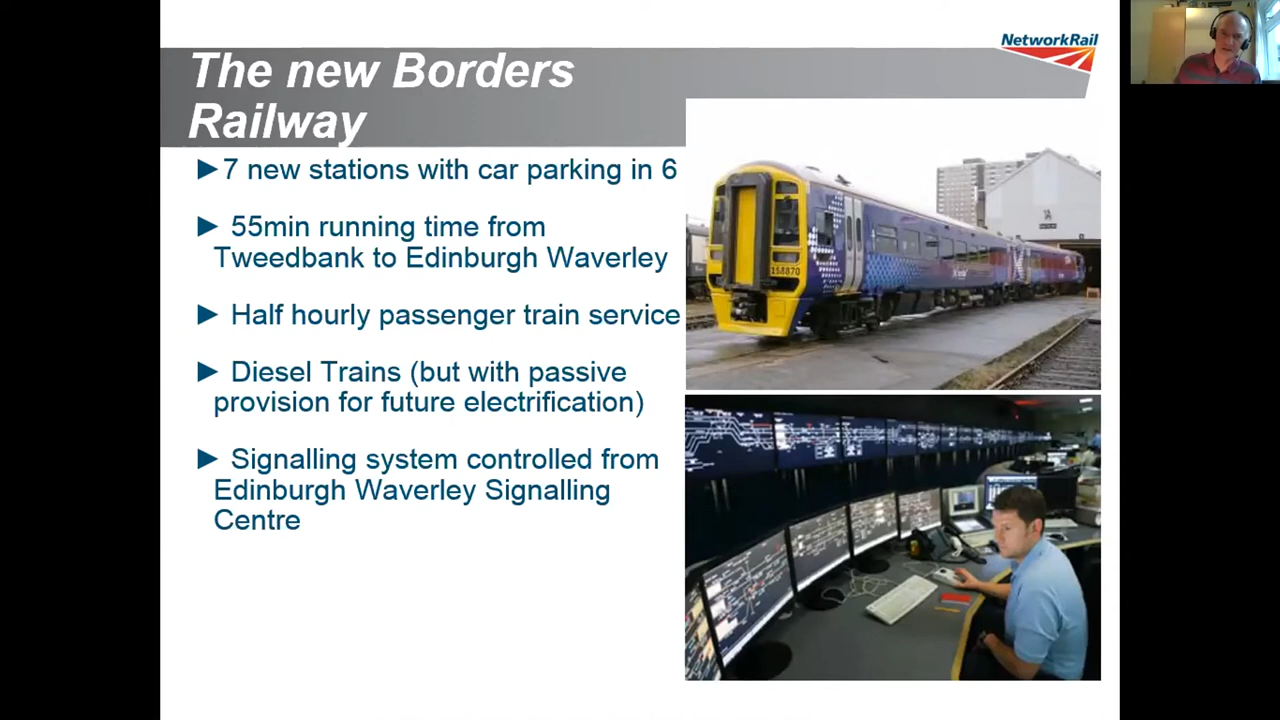 NetworkRail
The new Borders
Railway
►7 new stations with car parking in 6
► 55min running time from
Tweedbank to Edinburgh Waverley
► Half hourly passenger train service
► Diesel Trains (but with passive
provision for future electrification)
► Signalling system controlled from
Edinburgh Waverley Signalling
Centre
158870